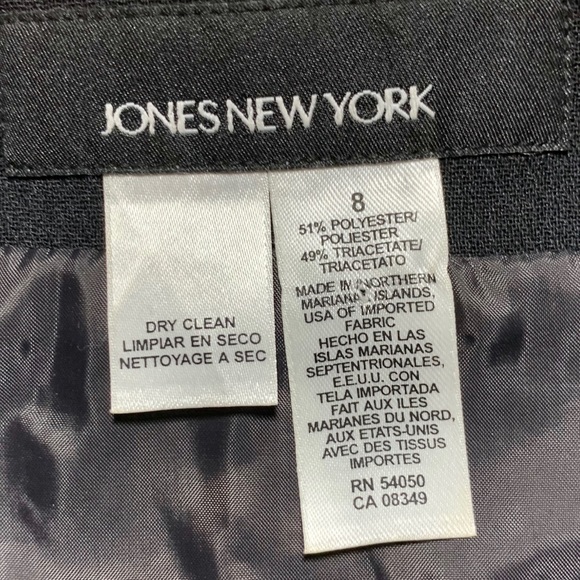 JONES NEW YORK
DRY CLEAN
LIMPIAR EN SECO
NETTOYAGE A SEC
8
51% POLYESTER/
POLIESTER
49% TRIACETATE/
TRIACETATO
MADE IN NORTHERN
MARIANA ISLANDS,
USA OF IMPORTED
FABRIC
HECHO EN LAS
ISLAS MARIANAS
SEPTENTRIONALES,
E.E.U.U. CON
TELA IMPORTADA
FAIT AUX ILES
MARIANES DU NORD,
AUX ETATS-UNIS
AVEC DES TISSUS
IMPORTES
RN 54050
CA 08349